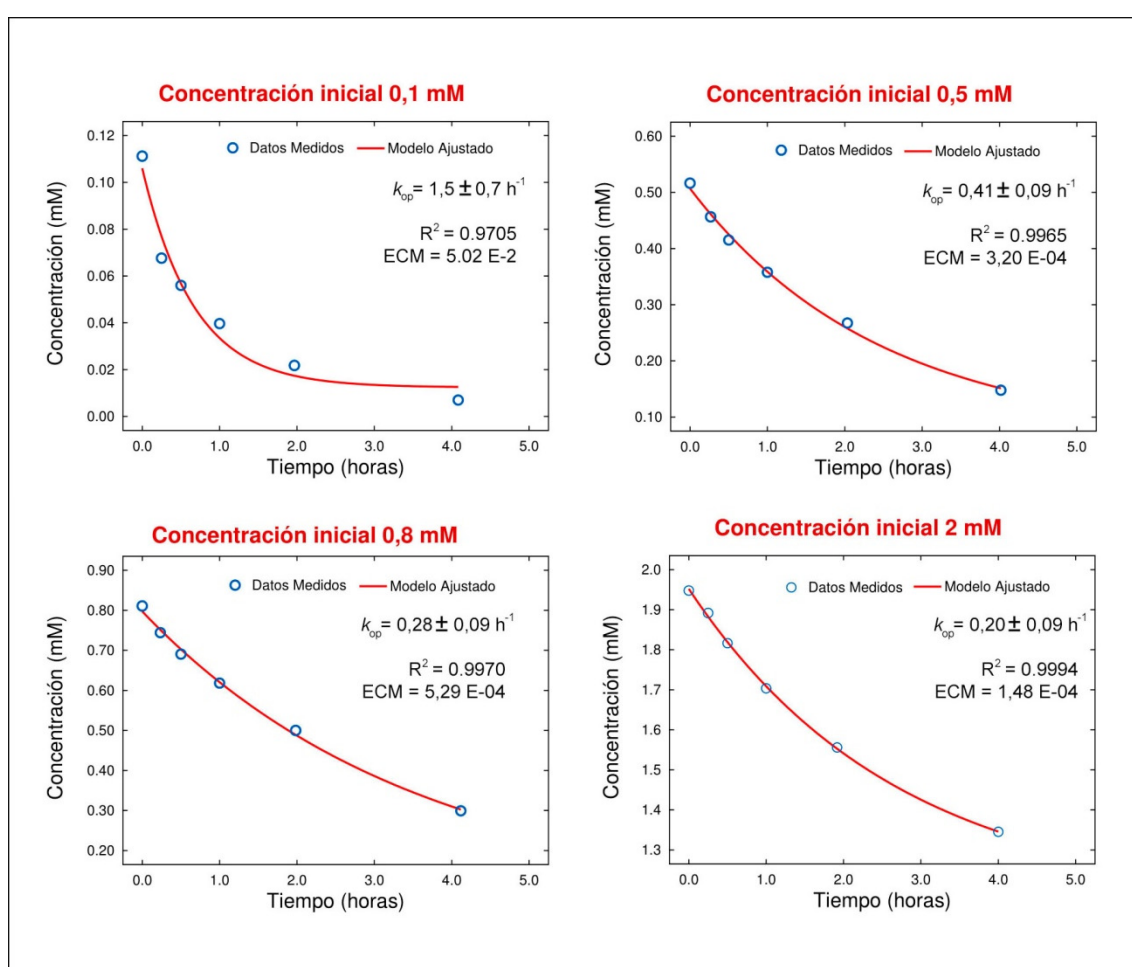 Concentración inicial 0,1 mM
0.12
0.10
0.08
0.06
0.04
0.02
0.00
Concentración (mM)
Datos Medidos
Modelo Ajustado
kop= 1,5 ± 0,7 h-1
R2 = 0.9705
ECM = 5.02 E-2
0.0 1.0 2.0 3.0 4.0 5.0
Tiempo (horas)
Concentración inicial 0,5 mM
0.60
0.50
0.40
0.30
0.20
0.10
Concentración (mM)
Datos Medidos
Modelo Ajustado
kop= 0,41 ± 0,09 h-1
R2 = 0.9965
ECM = 3,20 E-04
0.0 1.0 2.0 3.0 4.0 5.0
Tiempo (horas)
Concentración inicial 0,8 mM
0.90
0.80
0.70
0.60
0.50
0.40
0.30
0.20
Concentración (mM)
Datos Medidos
Modelo Ajustado
kop= 0,28 ± 0,09 h-1
R2 = 0.9970
ECM = 5,29 E-04
0.0 1.0 2.0 3.0 4.0 5.0
Tiempo (horas)
Concentración inicial 2 mM
2.0
1.9
1.8
1.7
1.6
1.5
1.4
1.3
Concentración (mM)
Datos Medidos
Modelo Ajustado
kop= 0,20 ± 0,09 h-1
R2 = 0.9994
ECM = 1,48 E-04
0.0 1.0 2.0 3.0 4.0 5.0
Tiempo (horas)